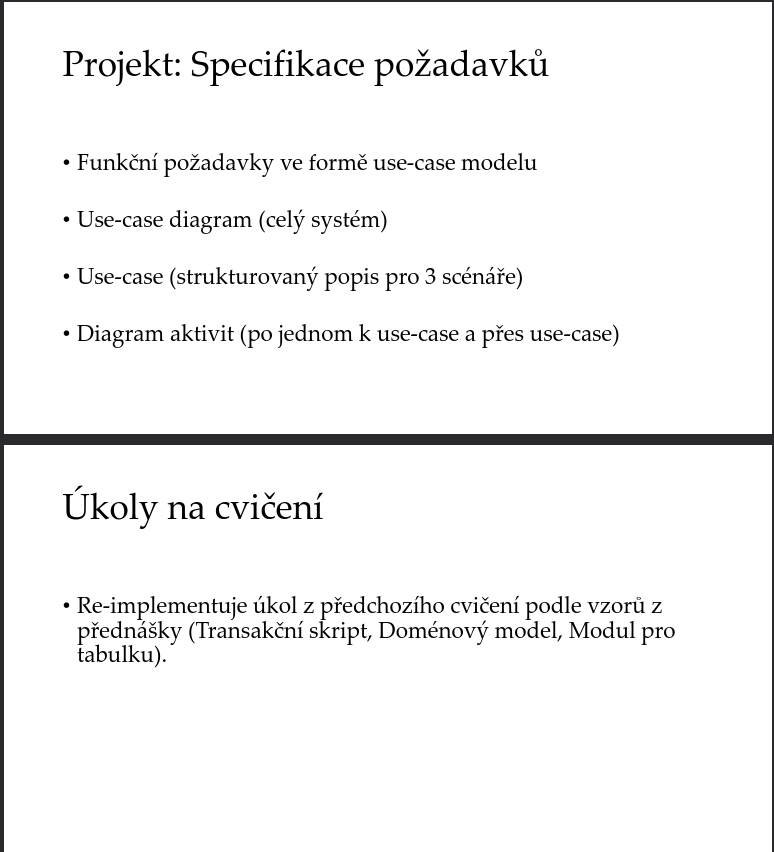 Projekt: Specifikace požadavků
• Funkční požadavky ve formě use-case modelu
• Use-case diagram (celý systém)
• Use-case (strukturovaný popis pro 3 scénáře)
• Diagram aktivit (po jednom k use-case a přes use-case)
Úkoly na cvičení
• Re-implementuje úkol z předchozího cvičení podle vzorů z
přednášky (Transakční skript, Doménový model, Modul pro
tabulku).